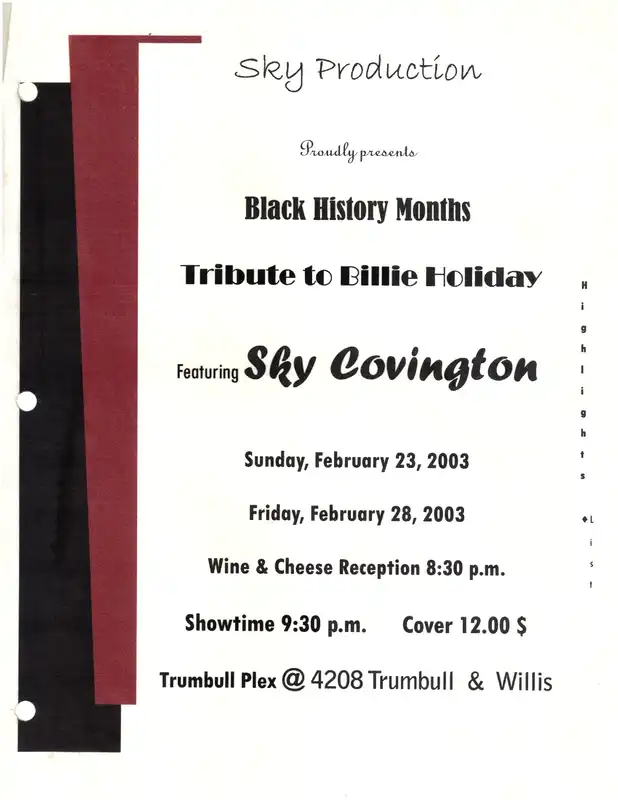 Sky Production
Proudly presents
Black History Months
Tribute to Billie Holiday
Featuring Sky Covington
Sunday, February 23, 2003
Friday, February 28, 2003
Wine & Cheese Reception 8:30 p.m.
Showtime 9:30 p.m. Cover 12.00 $
Trumbull Plex @ 4208 Trumbull & Willis
Highlights
◆List